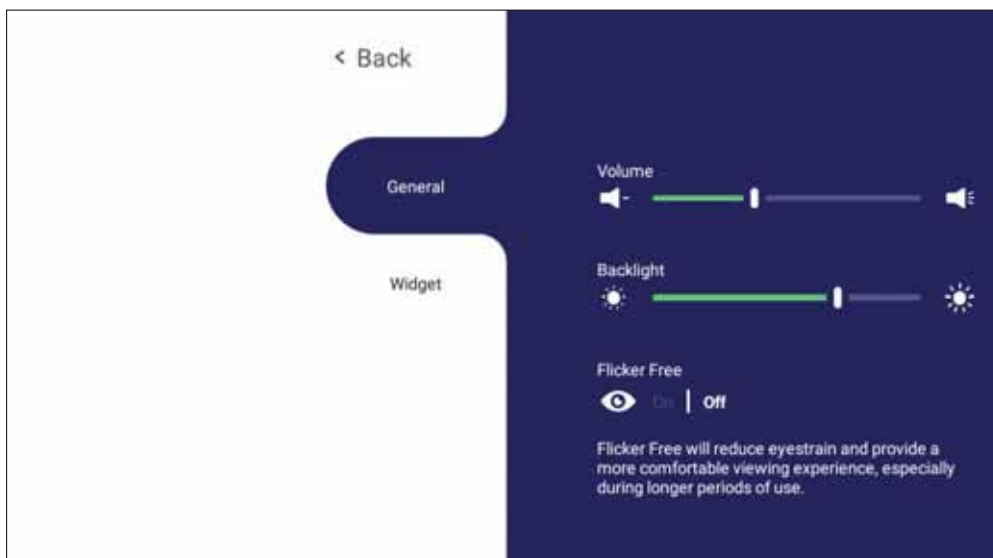 < Back
General
Widget
Volume
Backlight
Flicker Free
On | Off
Flicker Free will reduce eyestrain and provide a
more comfortable viewing experience, especially
during longer periods of use.